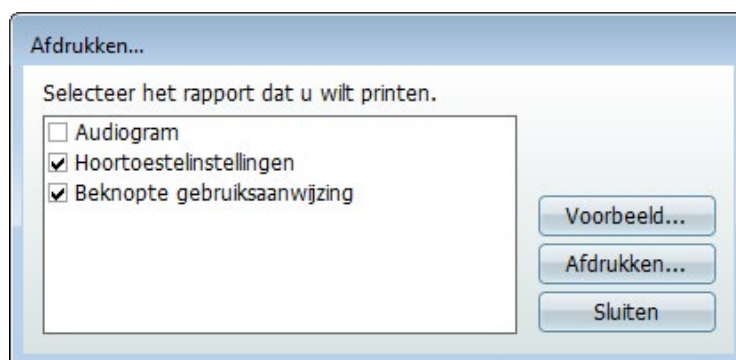 Afdrukken...
Selecteer het rapport dat u wilt printen.
Audiogram
Hoortoestelinstellingen
Beknopte gebruiksaanwijzing
Voorbeeld...
Afdrukken...
Sluiten